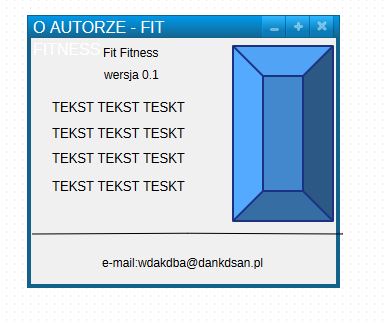 O AUTORZE - FIT
FITNESS
Fit Fitness
wersja 0.1
TEKST TEKST TESKT
TEKST TEKST TESKT
TEKST TEKST TESKT
TEKST TEKST TESKT
e-mail:wdakdba@dankdsan.pl